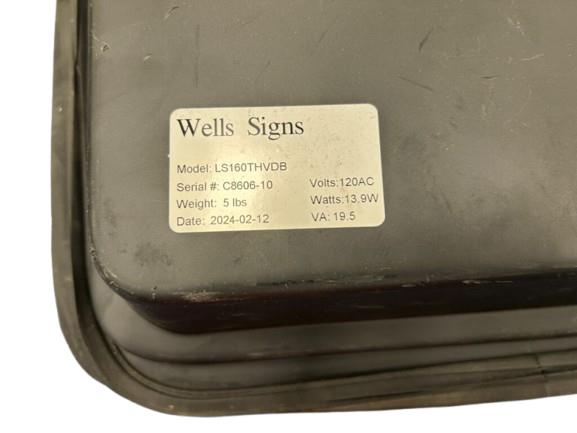 Wells Signs
Model: LS160THVDB
Serial #: C8606-10 Volts:120AC
Weight: 5 lbs Watts:13.9W
Date: 2024-02-12 VA: 19.5